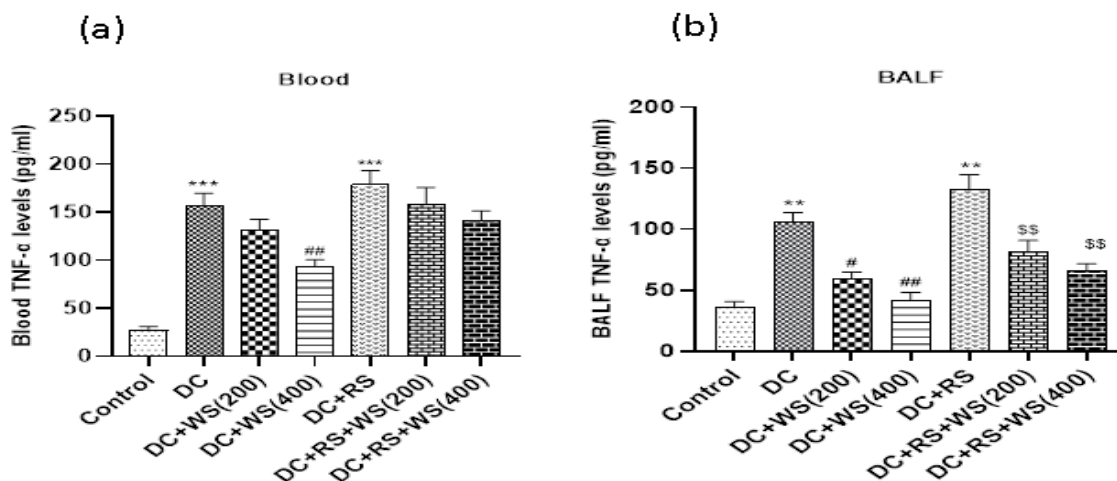 (a)
Blood
Blood TNF-α levels (pg/ml)
250
200
150
100
50
0
***
##
***
Control
DC
DC+WS(200)
DC+WS(400)
DC+RS
DC+RS+WS(200)
DC+RS+WS(400)
(b)
BALF
BALF TNF-α levels (pg/ml)
200
150
100
50
0
**
#
##
**
$$
$$
Control
DC
DC+WS(200)
DC+WS(400)
DC+RS
DC+RS+WS(200)
DC+RS+WS(400)